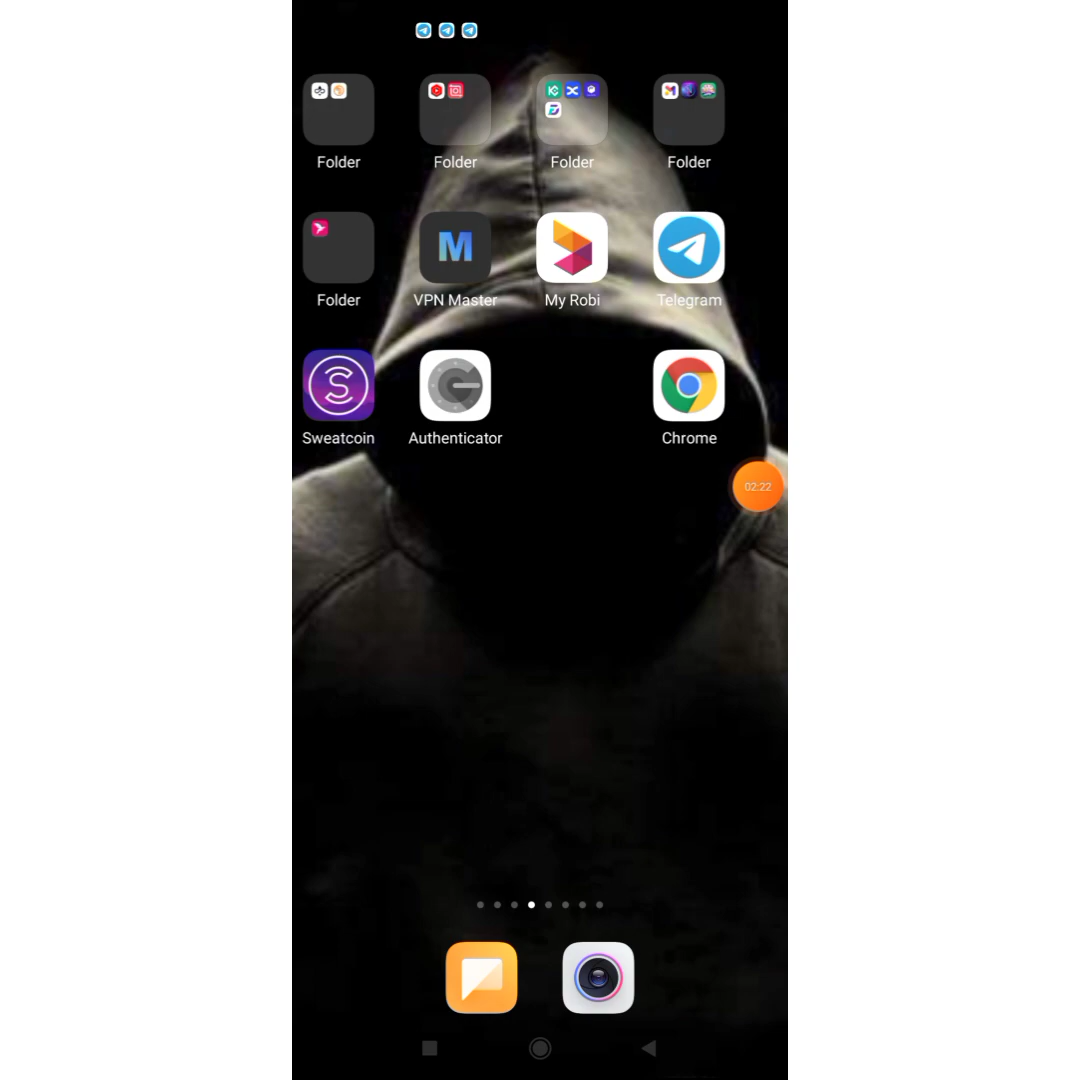 Folder Folder Folder Folder
Folder VPN Master My Robi Telegram
M
Sweatcoin Authenticator Chrome
02:22